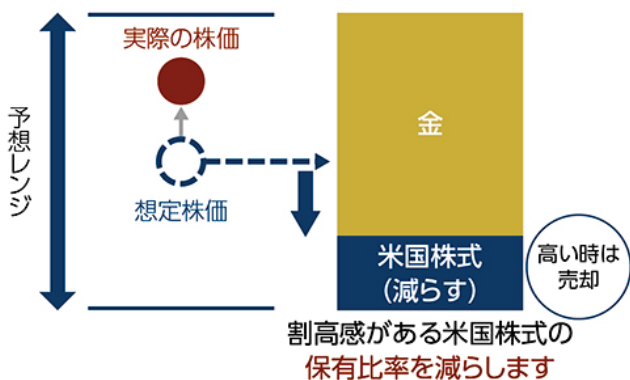 予想レンジ
実際の株価
想定株価
金
米国株式
（減らす）
高い時は
売却
割高感がある米国株式の
保有比率を減らします